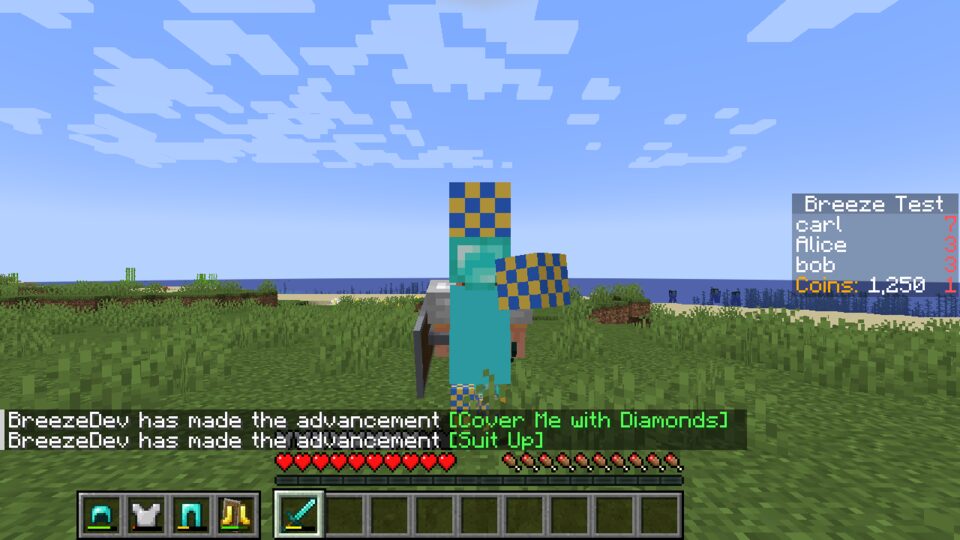 Breeze Test
carl 7
Alice 3
bob 3
Coins: 1,250 1
BreezeDev has made the advancement [Cover Me with Diamonds]
BreezeDev has made the advancement [Suit Up]